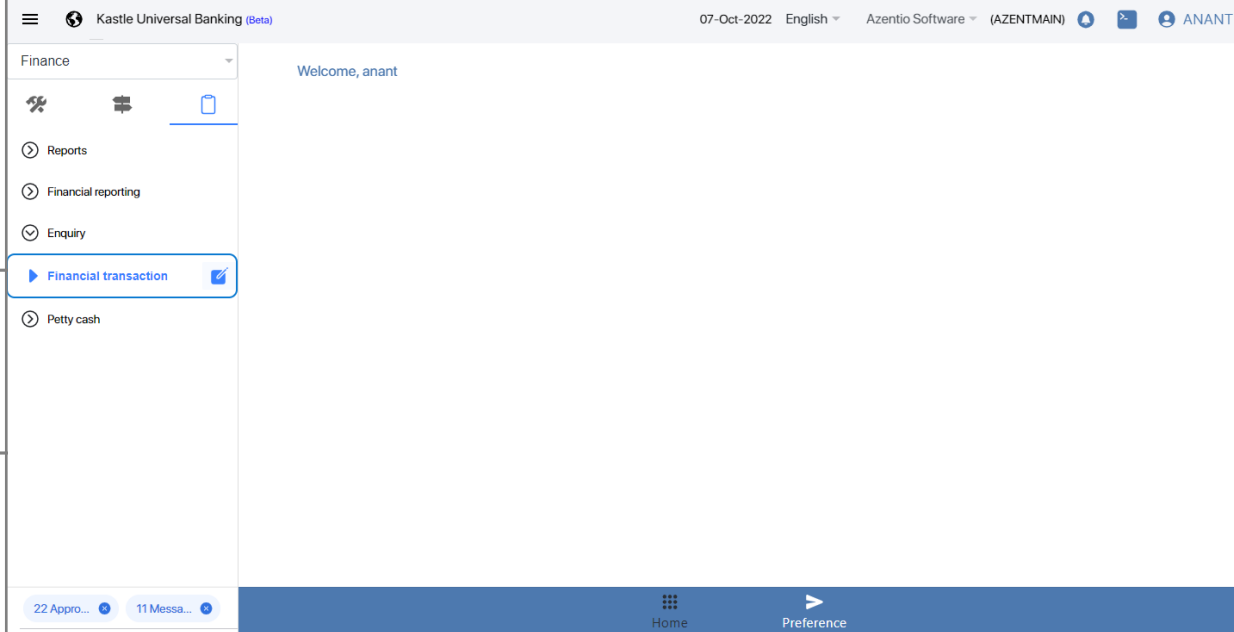 Kastle Universal Banking (Beta) 07-Oct-2022 English Azentio Software (AZENTMAIN) ANANT
Finance
Welcome, anant
Reports
Financial reporting
Enquiry
Financial transaction
Petty cash
22 Appro... 11 Messa...
Home Preference